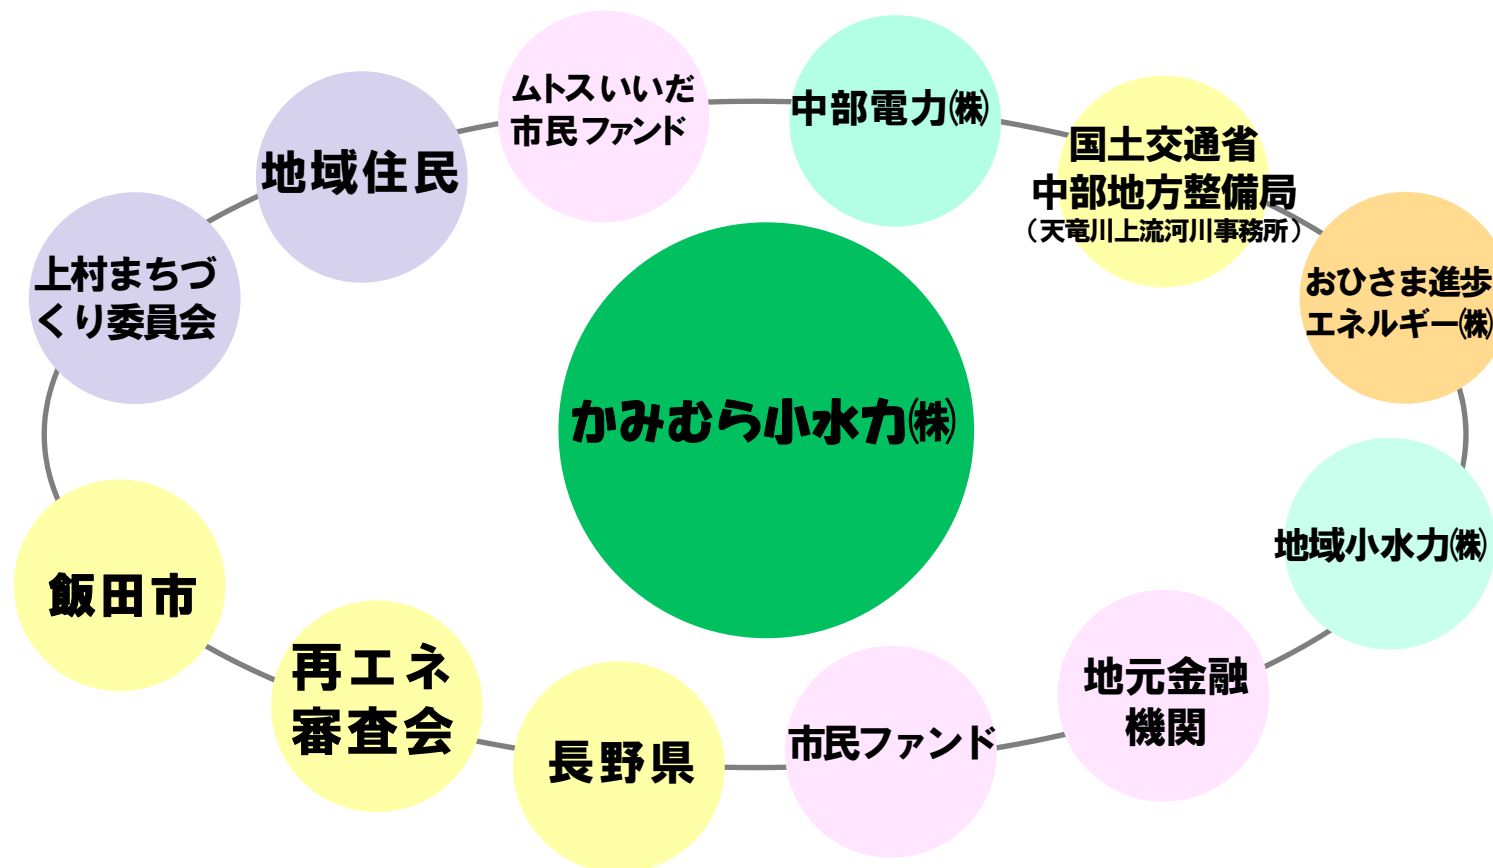 ムトスいいだ
市民ファンド
中部電力㈱
国土交通省
中部地方整備局
（天竜川上流河川事務所）
地域住民
上村まちづ
くり委員会
おひさま進歩
エネルギー㈱
かみむら小水力㈱
地域小水力㈱
飯田市
再エネ
審査会
長野県
市民ファンド
地元金融
機関